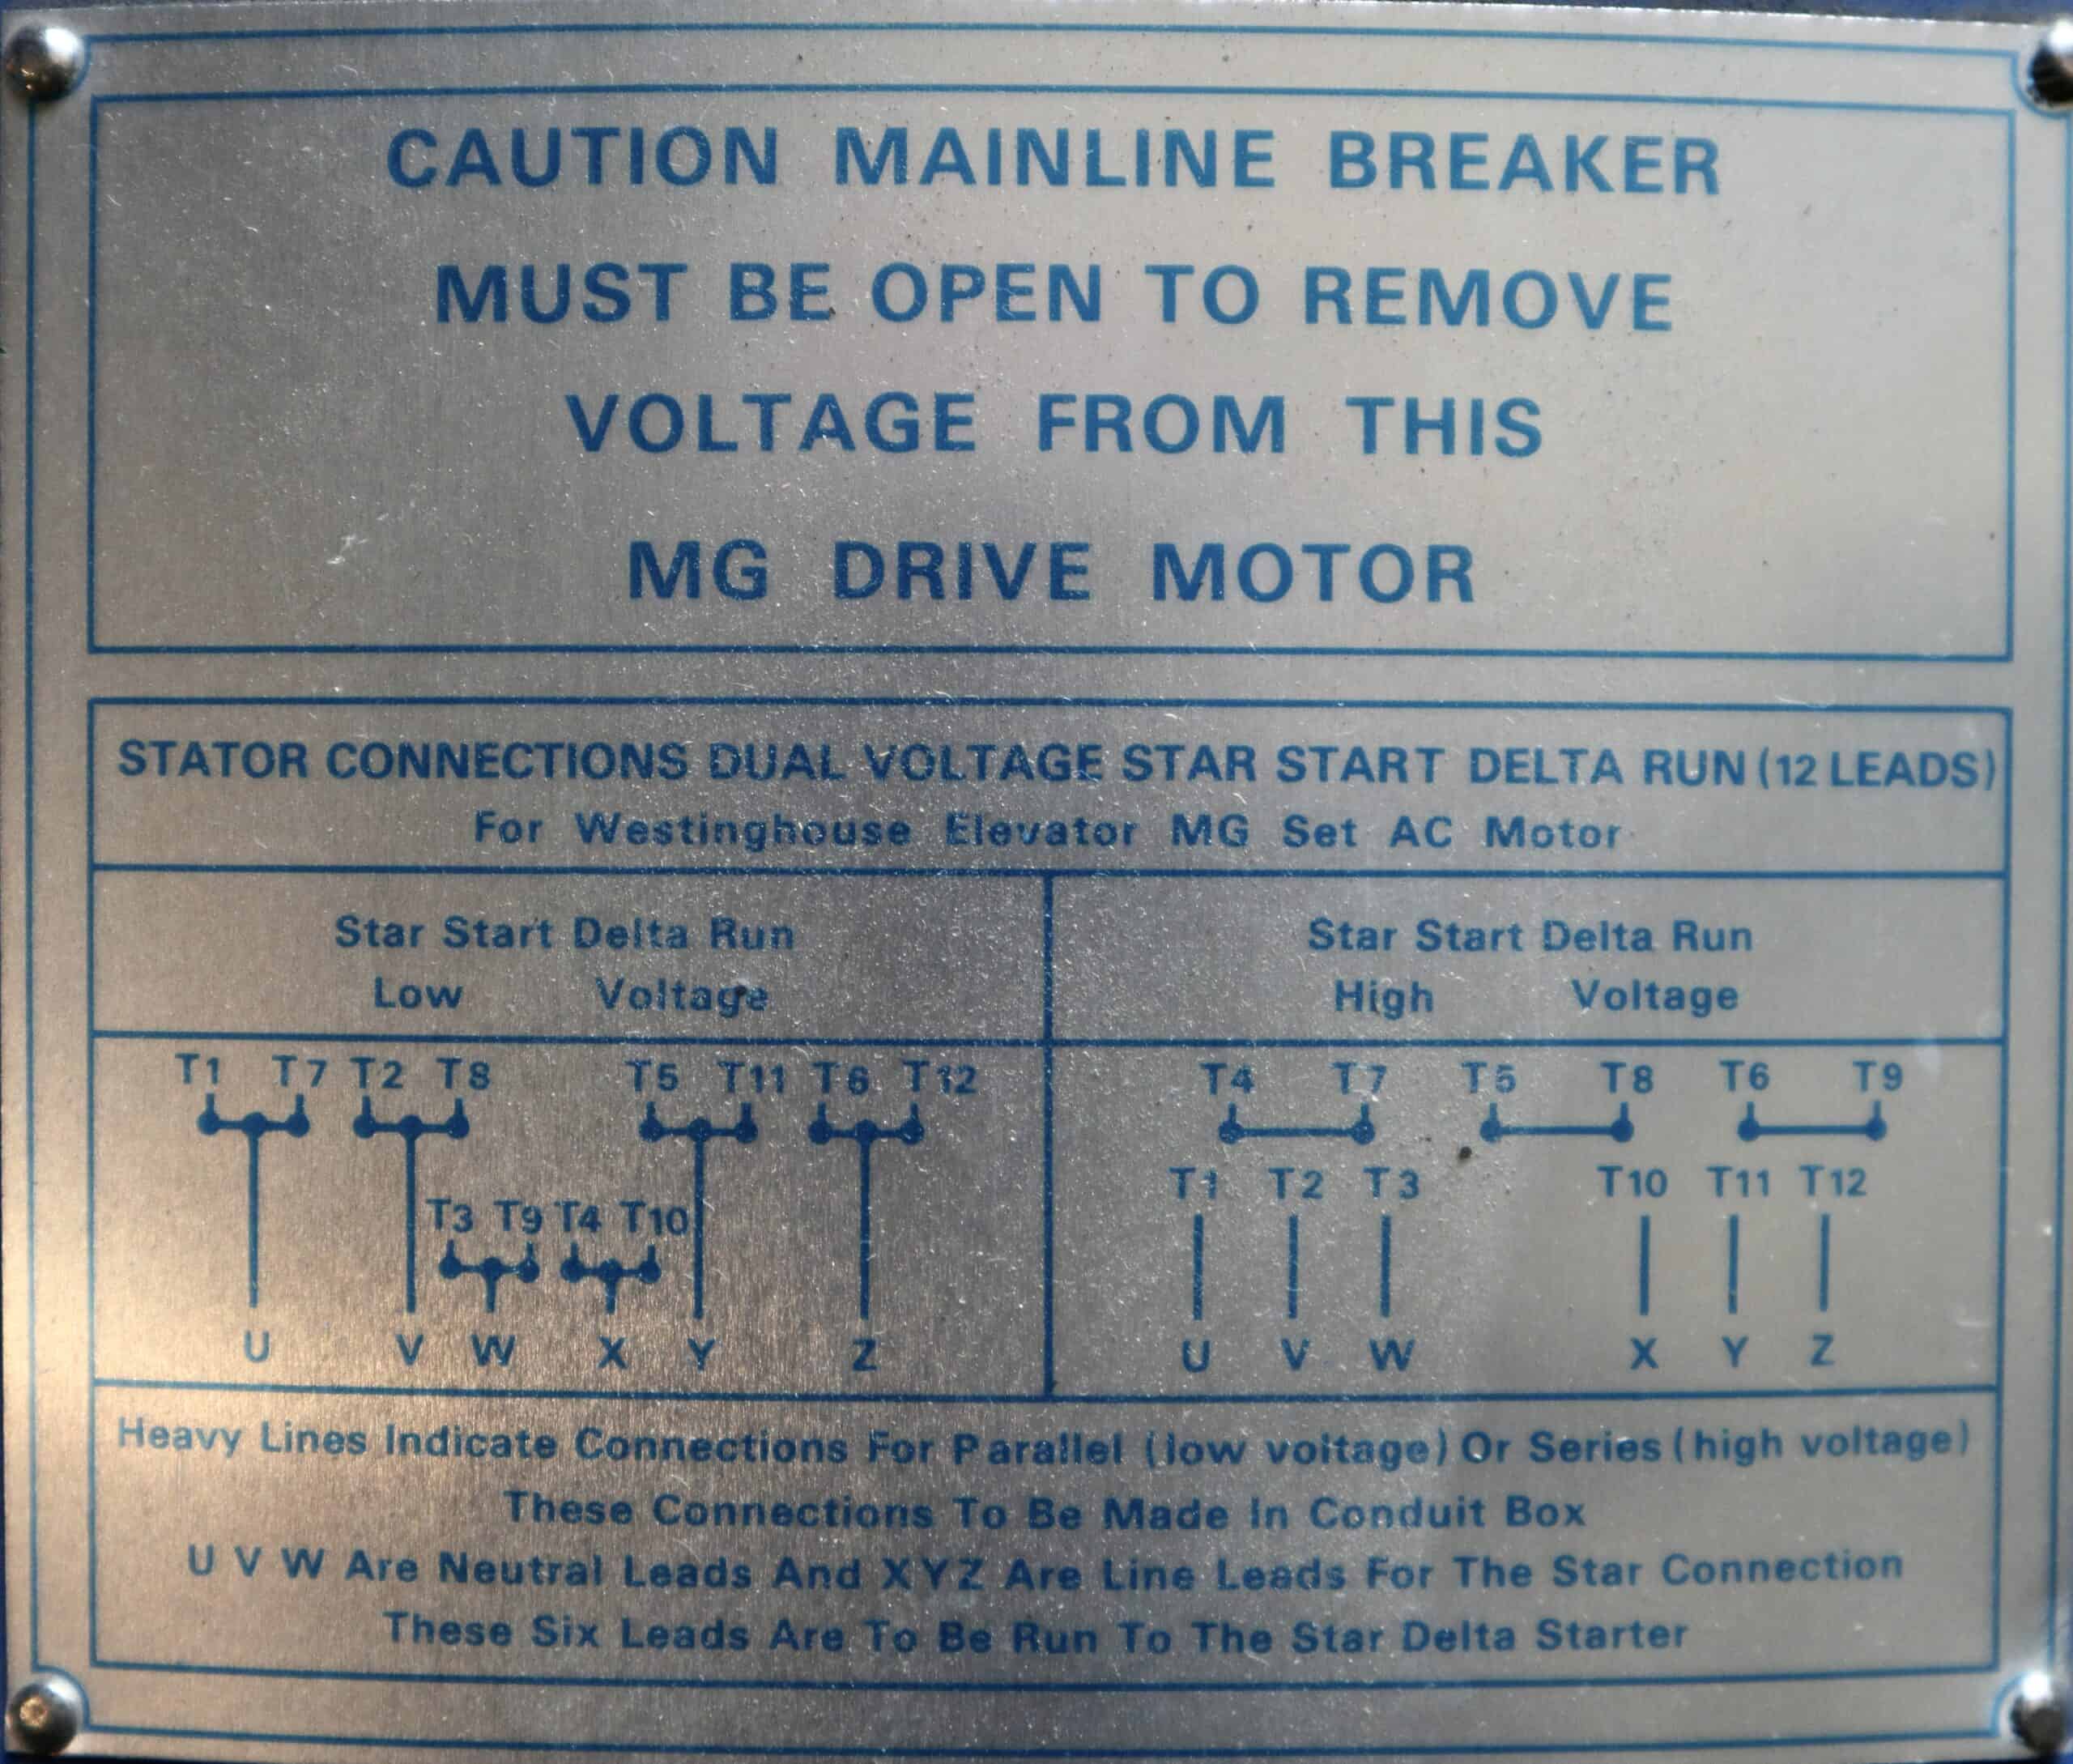 CAUTION MAINLINE BREAKER
MUST BE OPEN TO REMOVE
VOLTAGE FROM THIS
MG DRIVE MOTOR
STATOR CONNECTIONS DUAL VOLTAGE STAR START DELTA RUN (12 LEADS)
For Westinghouse Elevator MG Set AC Motor
Star Start Delta Run
Low Voltage
T1 T7 T2 T8 T5 T11 T6 T12
T3 T9 T4 T10
U V W X Y Z
Star Start Delta Run
High Voltage
T4 T7 T5 T8 T6 T9
T1 T2 T3 T10 T11 T12
U V W X Y Z
Heavy Lines Indicate Connections For Parallel (low voltage) Or Series (high voltage)
These Connections To Be Made In Conduit Box
U V W Are Neutral Leads And X Y Z Are Line Leads For The Star Connection
These Six Leads Are To Be Run To The Star Delta Starter